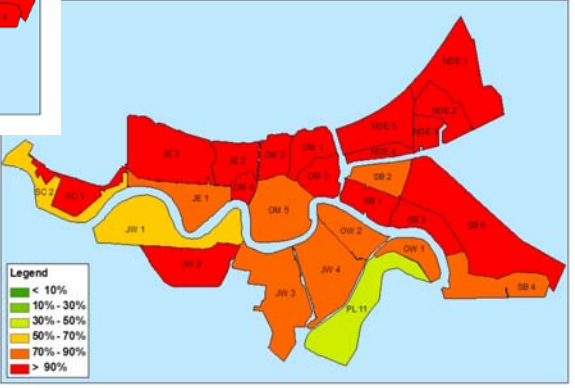 4
NOE 1
NOE 2
NOE 5
NOE 4
JE 3
JE 2
OM 2
OM 1
OM 4
OM 3
SC 2
SC 1
JE 1
OM 5
SB 2
SB 1
SB 3
SB 5
JW 1
OW 2
OW 1
JW 2
JW 3
JW 4
SB 4
PL 11
Legend
< 10%
10% - 30%
30% - 50%
50% - 70%
70% - 90%
> 90%